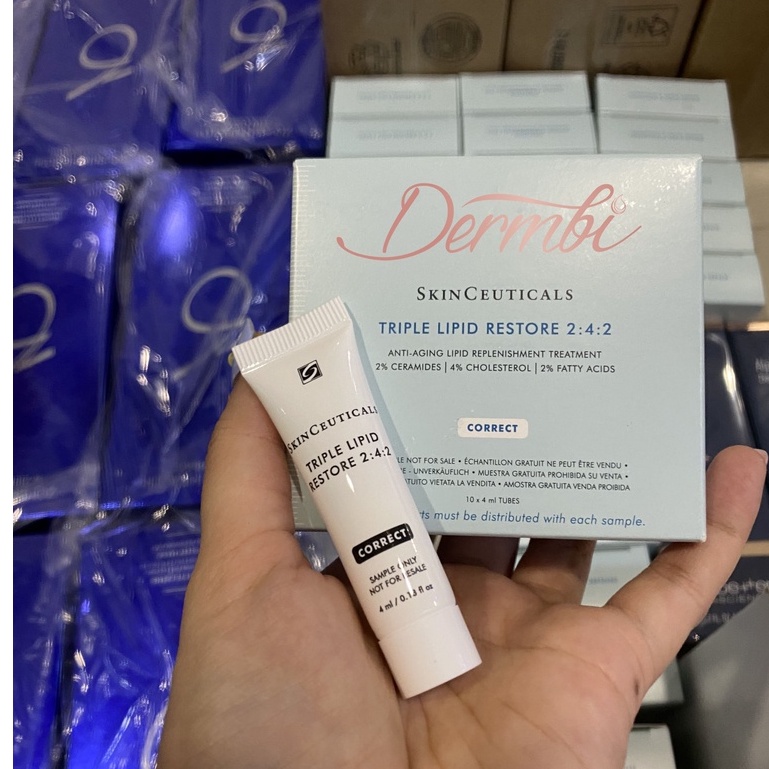 Dermbi
SKINCEUTICALS
TRIPLE LIPID RESTORE 2:4:2
ANTI-AGING LIPID REPLENISHMENT TREATMENT
2% CERAMIDES | 4% CHOLESTEROL | 2% FATTY ACIDS
CORRECT
NOT FOR SALE • ÉCHANTILLON GRATUIT NE PEUT ÊTRE VENDU •
- UNVERKÄUFLICH • MUESTRA GRATUITA PROHIBIDA SU VENTA •
VIETATA LA VENDITA • AMOSTRA GRATUITA VENDA PROIBIDA
10 x 4 ml TUBES
must be distributed with each sample.
SKINCEUTICALS
TRIPLE LIPID
RESTORE 2:4:2
CORRECT
SAMPLE ONLY
NOT FOR RESALE
4 ml / 0.13 fl oz